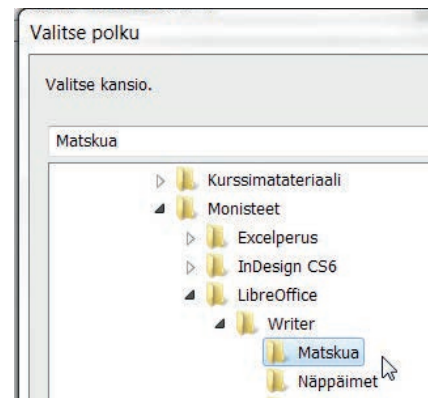 Valitse polku
Valitse kansio.
Matskua
Kurssimatateriaali
Monisteet
Excelperus
InDesign CS6
LibreOffice
Writer
Matskua
Näppäimet